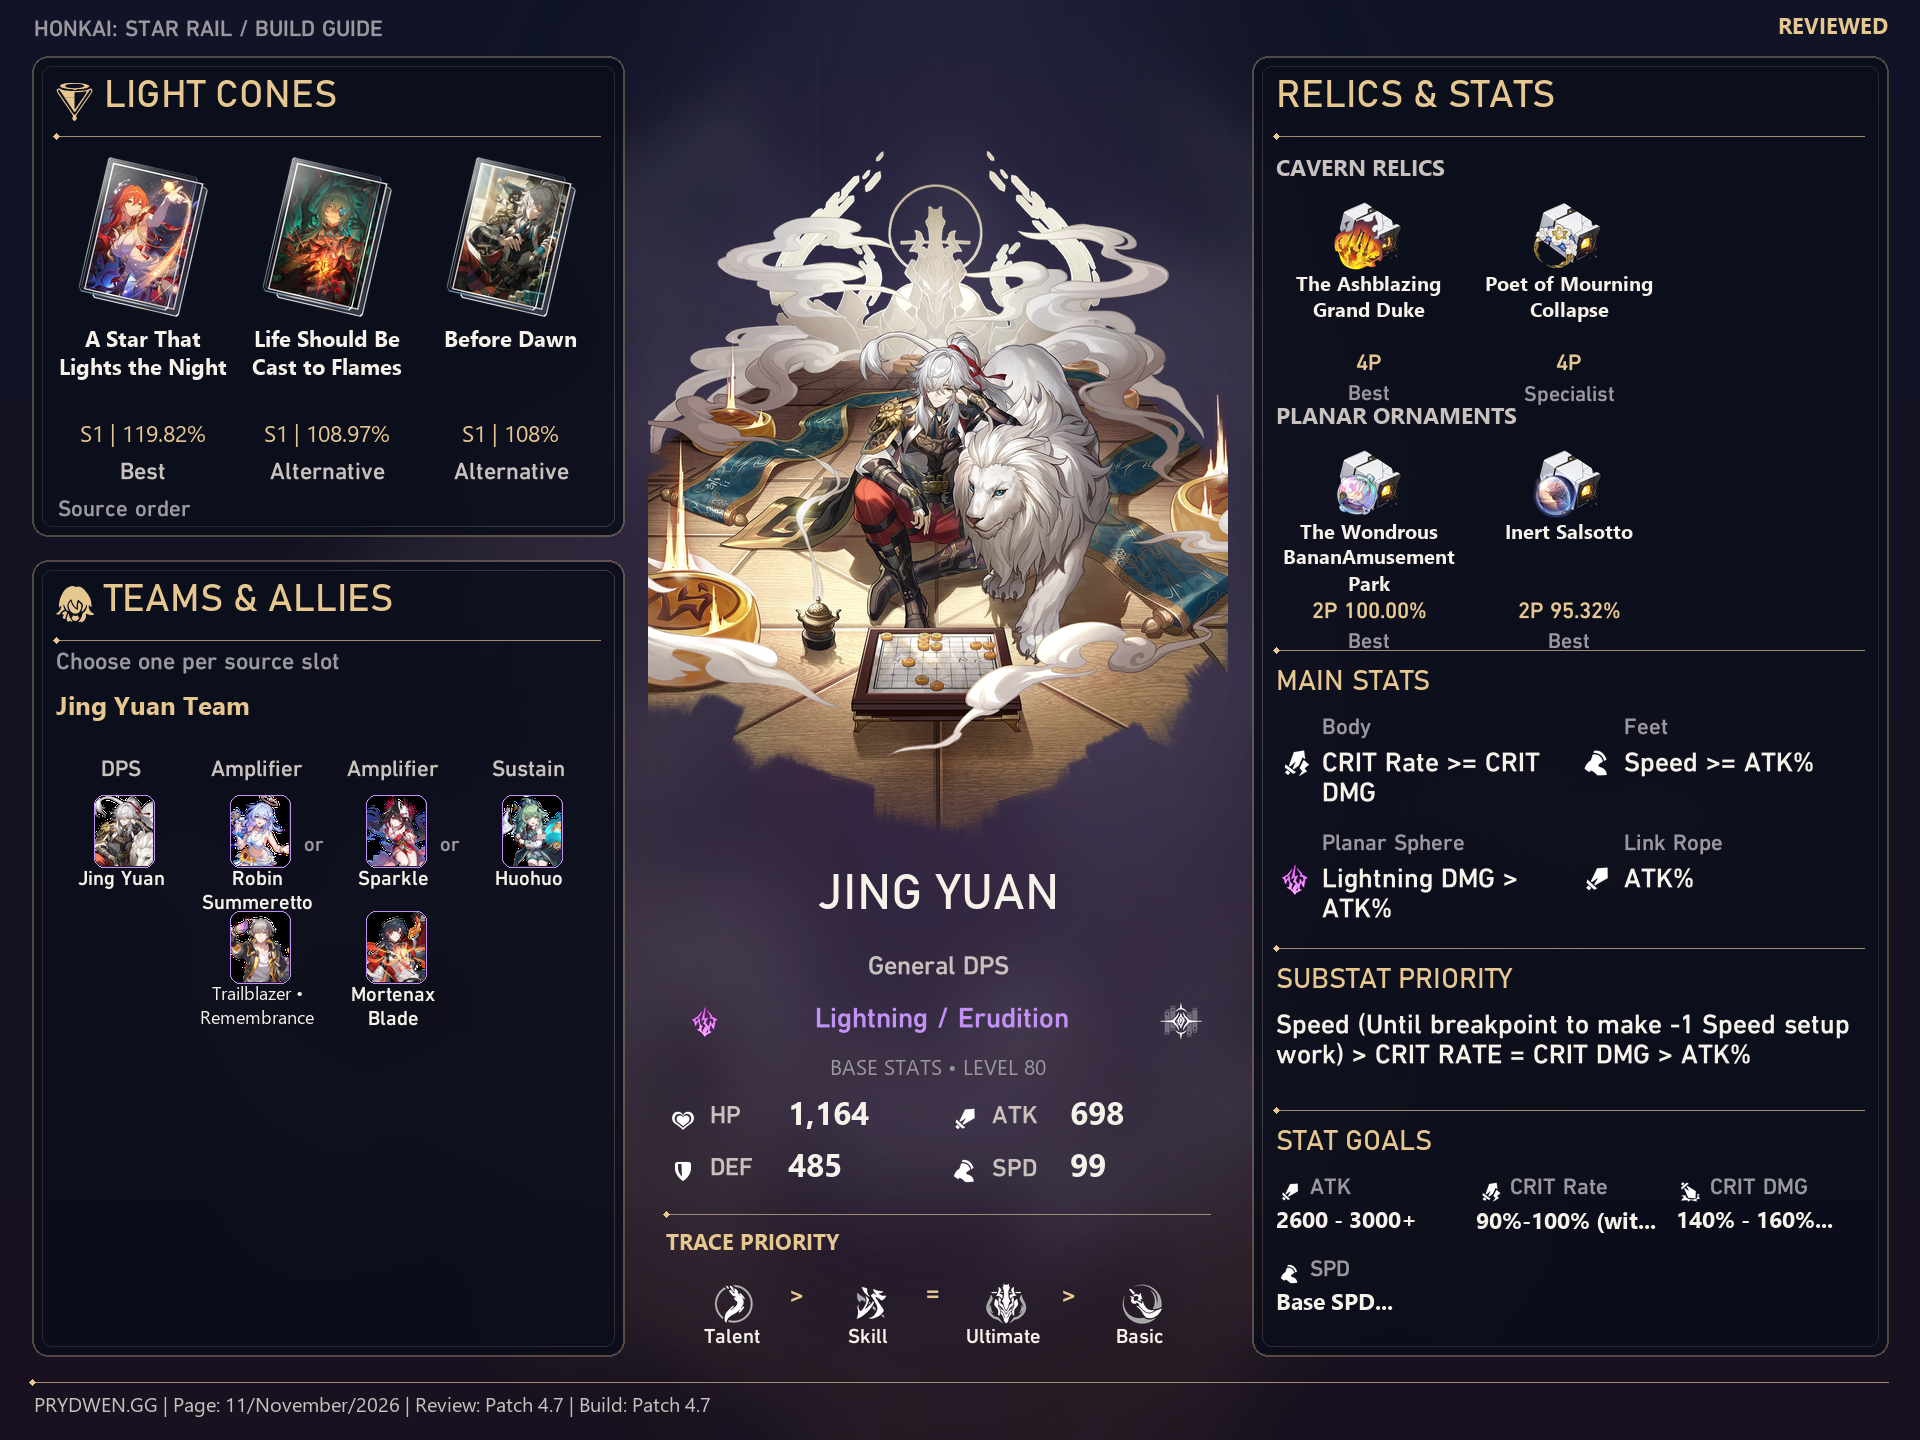 HONKAI: STAR RAIL / BUILD GUIDE
REVIEWED
LIGHT CONES
A Star That
Lights the Night
S1 | 119.82%
Best
Life Should Be
Cast to Flames
S1 | 108.97%
Alternative
Before Dawn
S1 | 108%
Alternative
Source order
TEAMS & ALLIES
Choose one per source slot
Jing Yuan Team
DPS
Jing Yuan
Amplifier
Robin
Summeretto
or
Trailblazer •
Remembrance
Amplifier
Sparkle
or
Mortenax
Blade
Sustain
Huohuo
JING YUAN
General DPS
Lightning / Erudition
BASE STATS • LEVEL 80
HP 1,164
ATK 698
DEF 485
SPD 99
TRACE PRIORITY
Talent > Skill = Ultimate > Basic
RELICS & STATS
CAVERN RELICS
The Ashblazing
Grand Duke
4P
Best
Poet of Mourning
Collapse
4P
Specialist
PLANAR ORNAMENTS
The Wondrous
BananAmusement
Park
2P 100.00%
Best
Inert Salsotto
2P 95.32%
Best
MAIN STATS
Body
CRIT Rate >= CRIT
DMG
Feet
Speed >= ATK%
Planar Sphere
Lightning DMG >
ATK%
Link Rope
ATK%
SUBSTAT PRIORITY
Speed (Until breakpoint to make -1 Speed setup
work) > CRIT RATE = CRIT DMG > ATK%
STAT GOALS
ATK
2600 - 3000+
CRIT Rate
90%-100% (wit...
CRIT DMG
140% - 160%...
SPD
Base SPD...
PRYDWEN.GG | Page: 11/November/2026 | Review: Patch 4.7 | Build: Patch 4.7